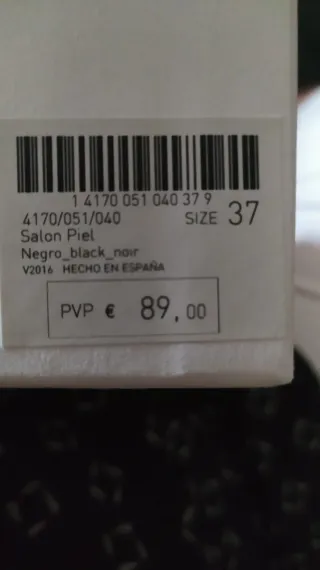 1 4170 051 040 37 9
4170/051/040 SIZE 37
Salon Piel
Negro_black_noir
V2016 HECHO EN ESPAÑA
PVP € 89,00